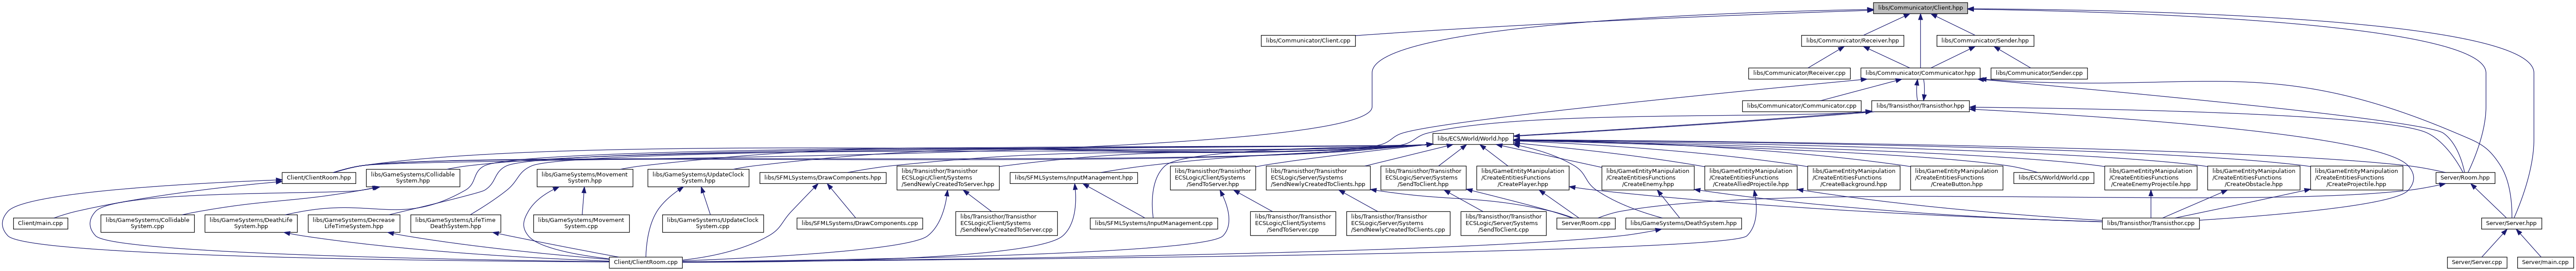 libs/Communicator/Client.hpp
libs/Communicator/Client.cpp
libs/Communicator/Receiver.hpp
libs/Communicator/Sender.hpp
libs/Communicator/Receiver.cpp
libs/Communicator/Communicator.hpp
libs/Communicator/Sender.cpp
libs/Communicator/Communicator.cpp
libs/Transisthor/Transisthor.hpp
libs/ECS/World/World.hpp
Client/ClientRoom.hpp
libs/GameSystems/Collidable
System.hpp
libs/GameSystems/Movement
System.hpp
libs/GameSystems/UpdateClock
System.hpp
libs/SFMLSystems/DrawComponents.hpp
libs/Transisthor/Transisthor
ECSLogic/Client/Systems
/SendNewlyCreatedToServer.hpp
libs/SFMLSystems/InputManagement.hpp
libs/Transisthor/Transisthor
ECSLogic/Client/Systems
/SendToServer.hpp
libs/Transisthor/Transisthor
ECSLogic/Server/Systems
/SendNewlyCreatedToClients.hpp
libs/Transisthor/Transisthor
ECSLogic/Server/Systems
/SendToClient.hpp
libs/GameEntityManipulation
/CreateEntitiesFunctions
/CreatePlayer.hpp
libs/GameEntityManipulation
/CreateEntitiesFunctions
/CreateEnemy.hpp
libs/GameEntityManipulation
/CreateEntitiesFunctions
/CreateAlliedProjectile.hpp
libs/GameEntityManipulation
/CreateEntitiesFunctions
/CreateBackground.hpp
libs/GameEntityManipulation
/CreateEntitiesFunctions
/CreateButton.hpp
libs/ECS/World/World.cpp
libs/GameEntityManipulation
/CreateEntitiesFunctions
/CreateEnemyProjectile.hpp
libs/GameEntityManipulation
/CreateEntitiesFunctions
/CreateObstacle.hpp
libs/GameEntityManipulation
/CreateEntitiesFunctions
/CreateProjectile.hpp
Server/Room.hpp
Client/main.cpp
libs/GameSystems/Collidable
System.cpp
libs/GameSystems/DeathLife
System.hpp
libs/GameSystems/Decrease
LifeTimeSystem.hpp
libs/GameSystems/LifeTime
DeathSystem.hpp
libs/GameSystems/Movement
System.cpp
libs/GameSystems/UpdateClock
System.cpp
libs/SFMLSystems/DrawComponents.cpp
libs/Transisthor/Transisthor
ECSLogic/Client/Systems
/SendNewlyCreatedToServer.cpp
libs/SFMLSystems/InputManagement.cpp
libs/Transisthor/Transisthor
ECSLogic/Client/Systems
/SendToServer.cpp
libs/Transisthor/Transisthor
ECSLogic/Server/Systems
/SendNewlyCreatedToClients.cpp
libs/Transisthor/Transisthor
ECSLogic/Server/Systems
/SendToClient.cpp
Server/Room.cpp
libs/GameSystems/DeathSystem.hpp
libs/Transisthor/Transisthor.cpp
Server/Server.hpp
Client/ClientRoom.cpp
Server/Server.cpp
Server/main.cpp